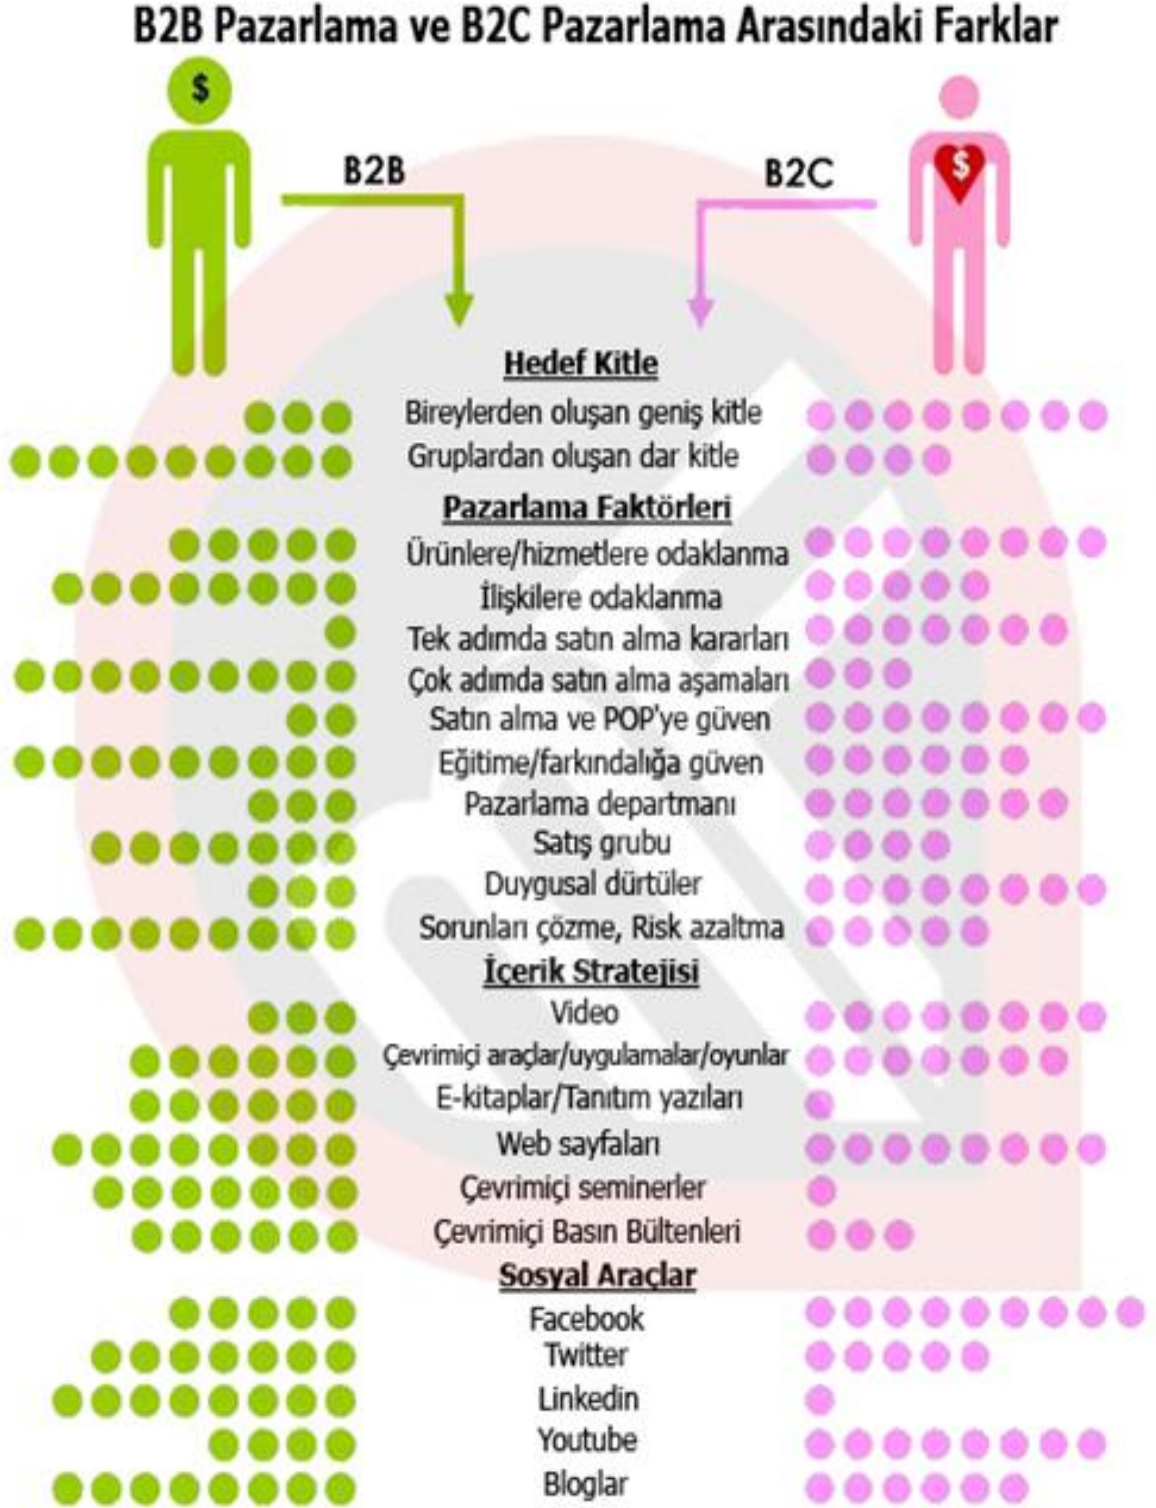 B2B Pazarlama ve B2C Pazarlama Arasındaki Farklar
$
$
B2B
B2C
Hedef Kitle
Bireylerden oluşan geniş kitle
Gruplardan oluşan dar kitle
Pazarlama Faktörleri
Ürünlere/hizmetlere odaklanma
İlişkilere odaklanma
Tek adımda satın alma kararları
Çok adımda satın alma aşamaları
Satın alma ve POP'ye güven
Eğitime/farkındalığa güven
Pazarlama departmanı
Satış grubu
Duygusal dürtüler
Sorunları çözme, Risk azaltma
İçerik Stratejisi
Video
Çevrimiçi araçlar/uygulamalar/oyunlar
E-kitaplar/Tanıtım yazıları
Web sayfaları
Çevrimiçi seminerler
Çevrimiçi Basın Bültenleri
Sosyal Araçlar
Facebook
Twitter
Linkedin
Youtube
Bloglar